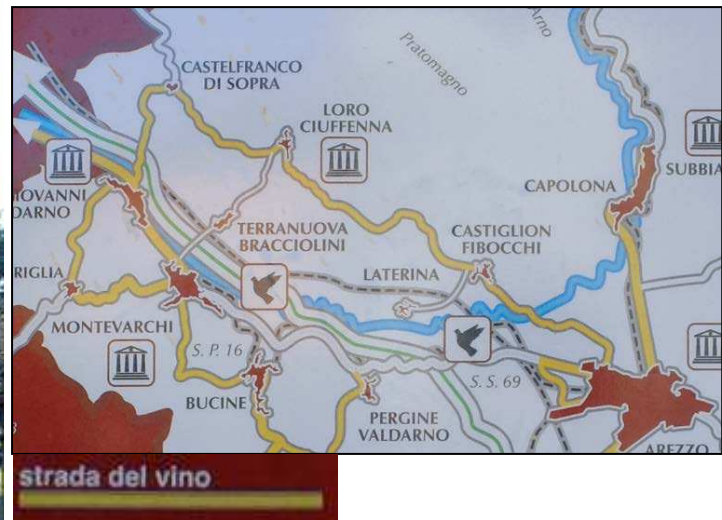 Arno
Pratomagno
CASTELFRANCO
DI SOPRA
LORO
CIUFFENNA
SUBBIA
CAPOLONA
IOVANNI
DARNO
TERRANUOVA
BRACCIOLINI
CASTIGLION
FIBOCCHI
LATERINA
RIGLIA
MONTEVARCHI
S. P. 16
S. S. 69
BUCINE
PERGINE
VALDARNO
AREZZO
strada del vino